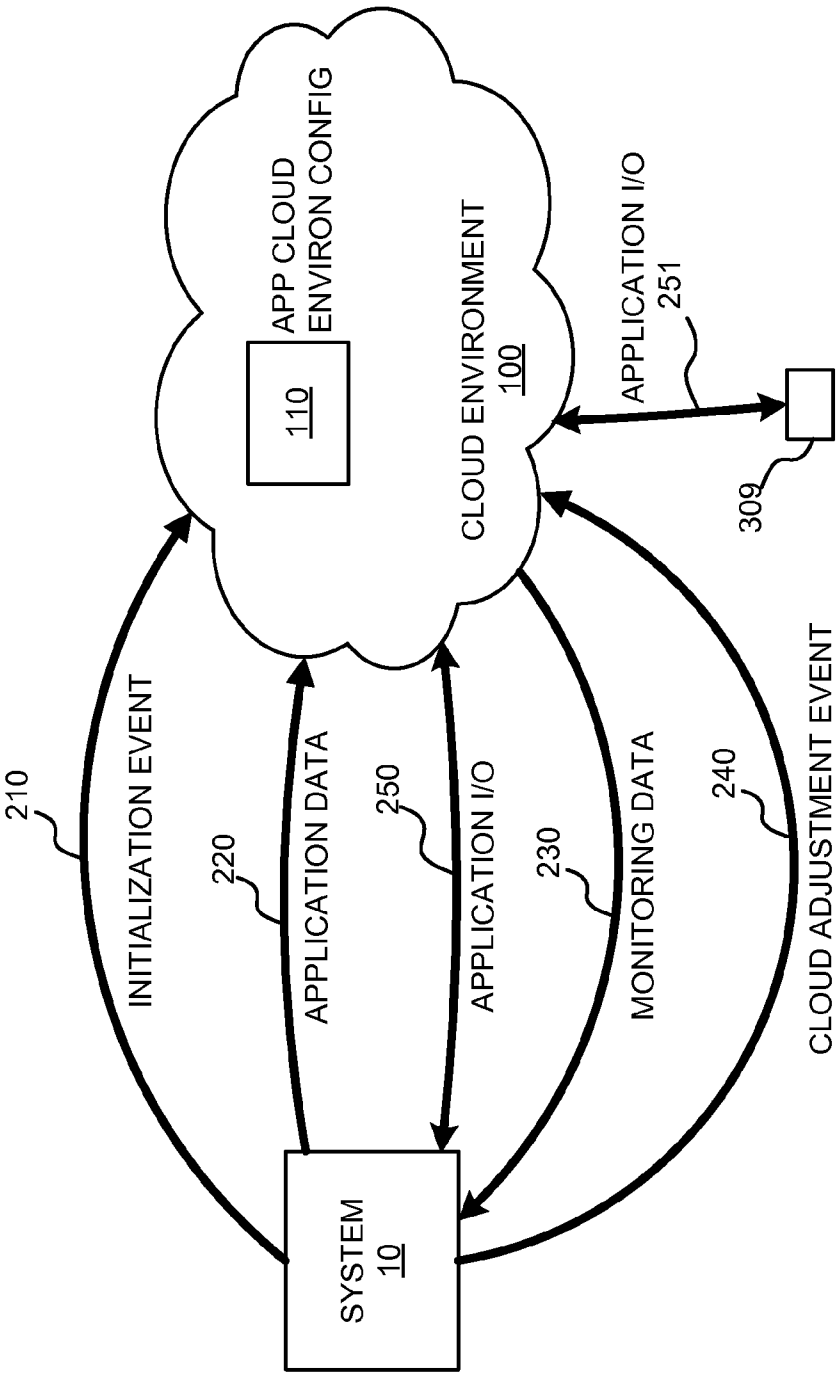 210
INITIALIZATION EVENT
220
APPLICATION DATA
250
APPLICATION I/O
230
MONITORING DATA
240
CLOUD ADJUSTMENT EVENT
SYSTEM
10
110
APP CLOUD
ENVIRON CONFIG
CLOUD ENVIRONMENT
100
APPLICATION I/O
251
309